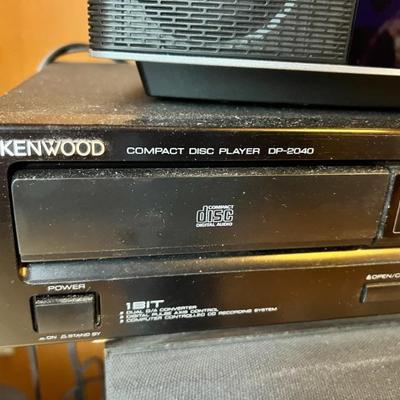 KENWOOD COMPACT DISC PLAYER DP-2040
COMPACT
disc
DIGITAL AUDIO
POWER
▲OPEN/C
1BIT
DUAL D/A CONVERTER
DIGITAL PULSE AXIS CONTROL
COMPUTER CONTROLLED CD RECORDING SYSTEM
ON STAND BY